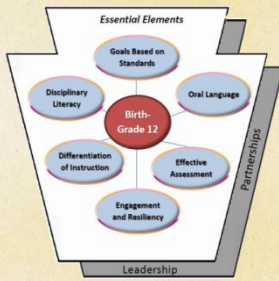 Essential Elements
Goals Based on
Standards
Disciplinary
Literacy
Oral Language
Birth-
Grade 12
Differentiation
of Instruction
Effective
Assessment
Engagement
and Resiliency
Partnerships
Leadership